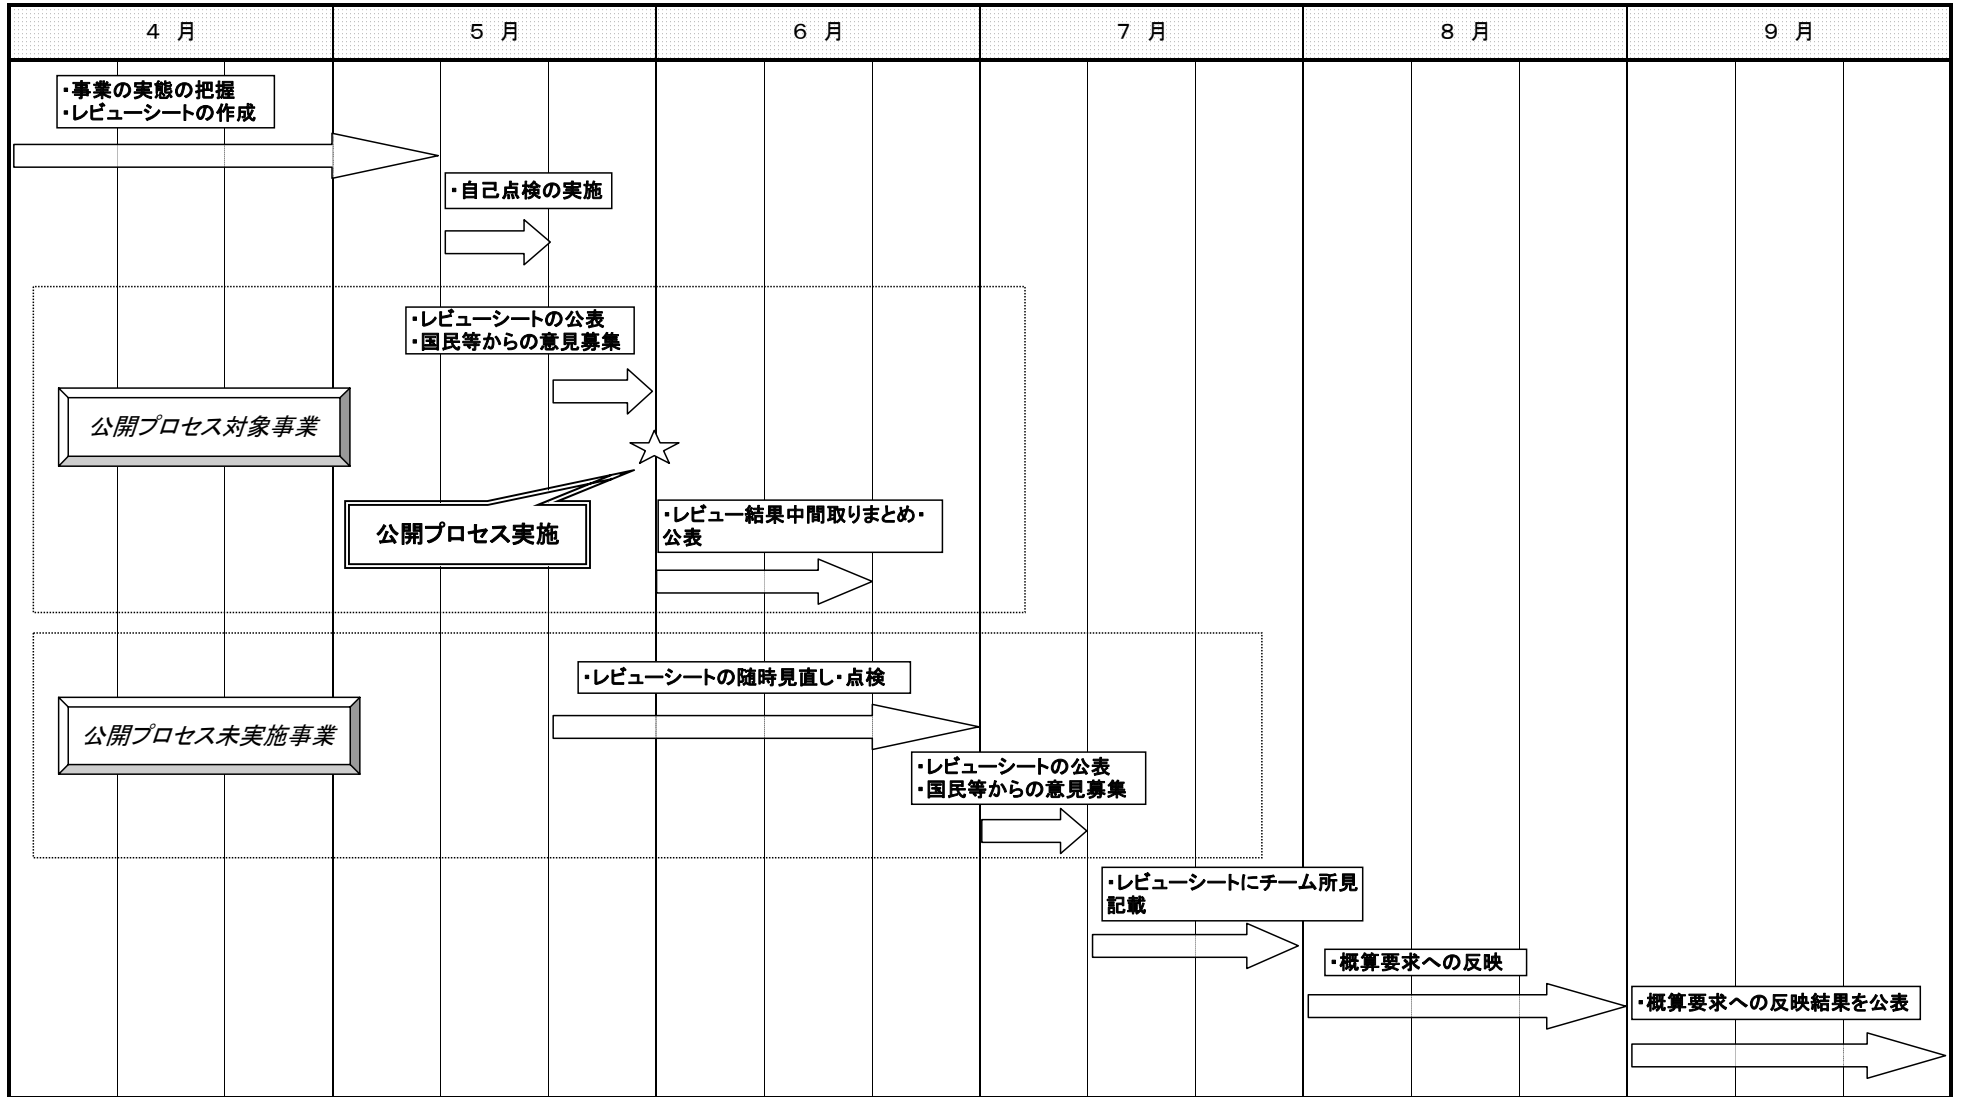 ４ 月
５ 月
６ 月
７ 月
８ 月
９ 月
・事業の実態の把握
・レビューシートの作成
・自己点検の実施
・レビューシートの公表
・国民等からの意見募集
公開プロセス対象事業
公開プロセス実施
・レビュー結果中間取りまとめ・
公表
・レビューシートの随時見直し・点検
公開プロセス未実施事業
・レビューシートの公表
・国民等からの意見募集
・レビューシートにチーム所見
記載
・概算要求への反映
・概算要求への反映結果を公表